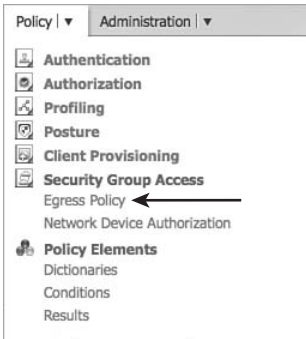 Policy | ▼ Administration | ▼
Authentication
Authorization
Profiling
Posture
Client Provisioning
Security Group Access
Egress Policy
Network Device Authorization
Policy Elements
Dictionaries
Conditions
Results